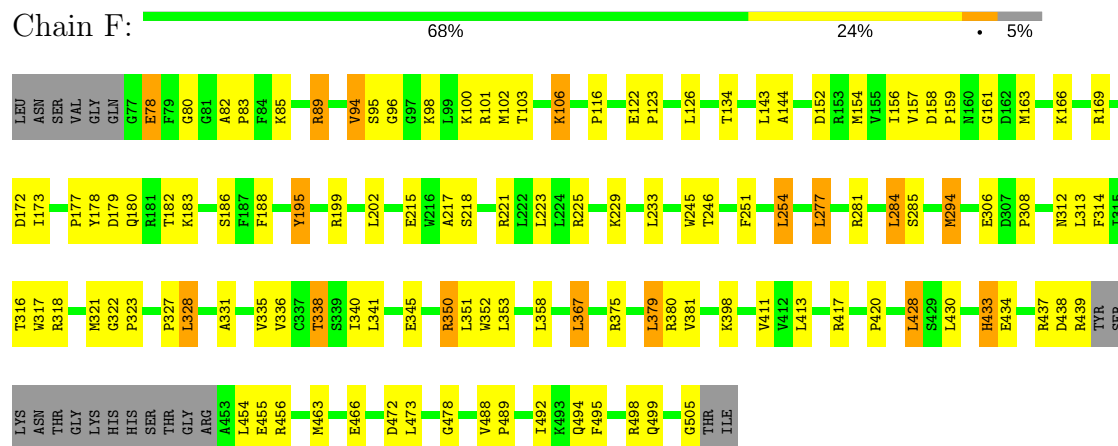 Chain F:
68% 24% • 5%
LEU ASN SER VAL GLY GLN G77 E78 F79 G80 G81 A82 P83 F84 K85 R89 V94 S95 G96 G97 K98 L99 K100 R101 M102 T103 K106 P116 E122 P123 L126 T134 L143 A144 D152 R153 M154 V155 I156 V157 D158 P159 N160 G161 D162 M163 K166 R169
D172 I173 P177 Y178 D179 Q180 R181 T182 K183 S186 F187 F188 Y195 R199 L202 E215 W216 A217 S218 R221 L222 L223 L224 R225 K229 L233 W245 T246 F251 L254 L277 R281 L284 S285 M294 E306 D307 P308 N312 L313 F314 I315
T316 W317 R318 M321 G322 P323 P327 L328 A331 V335 V336 C337 T338 S339 I340 L341 E345 R350 L351 W352 L353 L358 L367 R375 L379 R380 V381 K398 V411 V412 L413 R417 P420 L428 S429 L430 H433 E434 R437 D438 R439 TYR SER
LYS ASN THR GLY LYS HIS HIS SER THR GLY ARG A453 L454 E455 R456 M463 E466 D472 L473 G478 V488 P489 I492 K493 Q494 F495 R498 Q499 G505 THR ILE